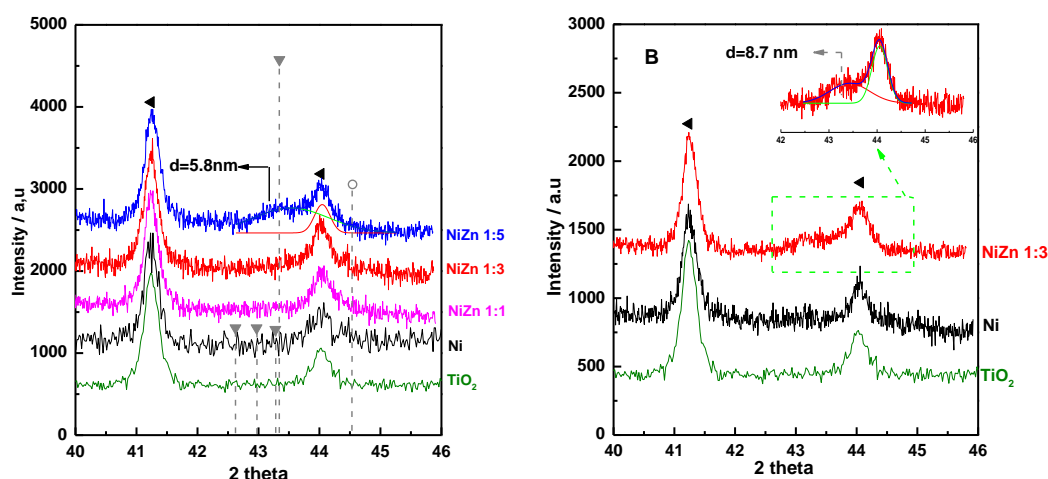 5000
4000
3000
2000
1000
0
Intensity / a,u
d=5.8nm
NiZn 1:5
NiZn 1:3
NiZn 1:1
Ni
TiO2
40 41 42 43 44 45 46
2 theta
B
3000
2500
2000
1500
1000
500
0
Intensity / a.u
d=8.7 nm
42 43 44 45 46
NiZn 1:3
Ni
TiO2
40 41 42 43 44 45 46
2 theta